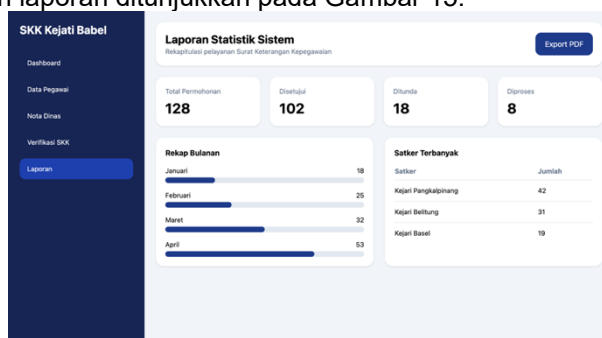 n laporan ditunjukkan pada Gambar 15.
SKK Kejati Babel
Dashboard
Data Pegawai
Nota Dinas
Verifikasi SKK
Laporan
Laporan Statistik Sistem
Rekapitulasi pelayanan Surat Keterangan Kepegawaian
Export PDF
Total Permohonan
128
Disetujui
102
Ditunda
18
Diproses
8
Rekap Bulanan
Januari 18
Februari 25
Maret 32
April 53
Satker Terbanyak
Satker Jumlah
Kejari Pangkalpinang 42
Kejari Belitung 31
Kejari Basel 19